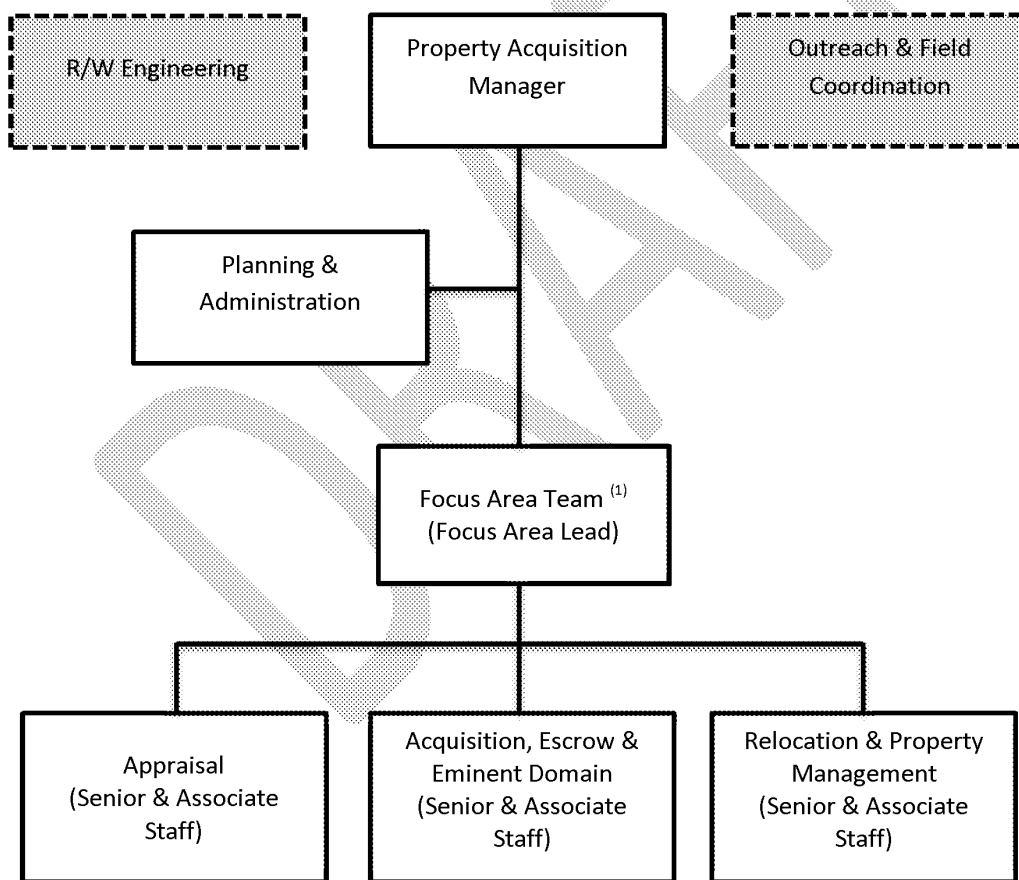 R/W Engineering
Property Acquisition
Manager
Outreach & Field
Coordination
Planning &
Administration
Focus Area Team (1)
(Focus Area Lead)
Appraisal
(Senior & Associate
Staff)
Acquisition, Escrow &
Eminent Domain
(Senior & Associate
Staff)
Relocation & Property
Management
(Senior & Associate
Staff)